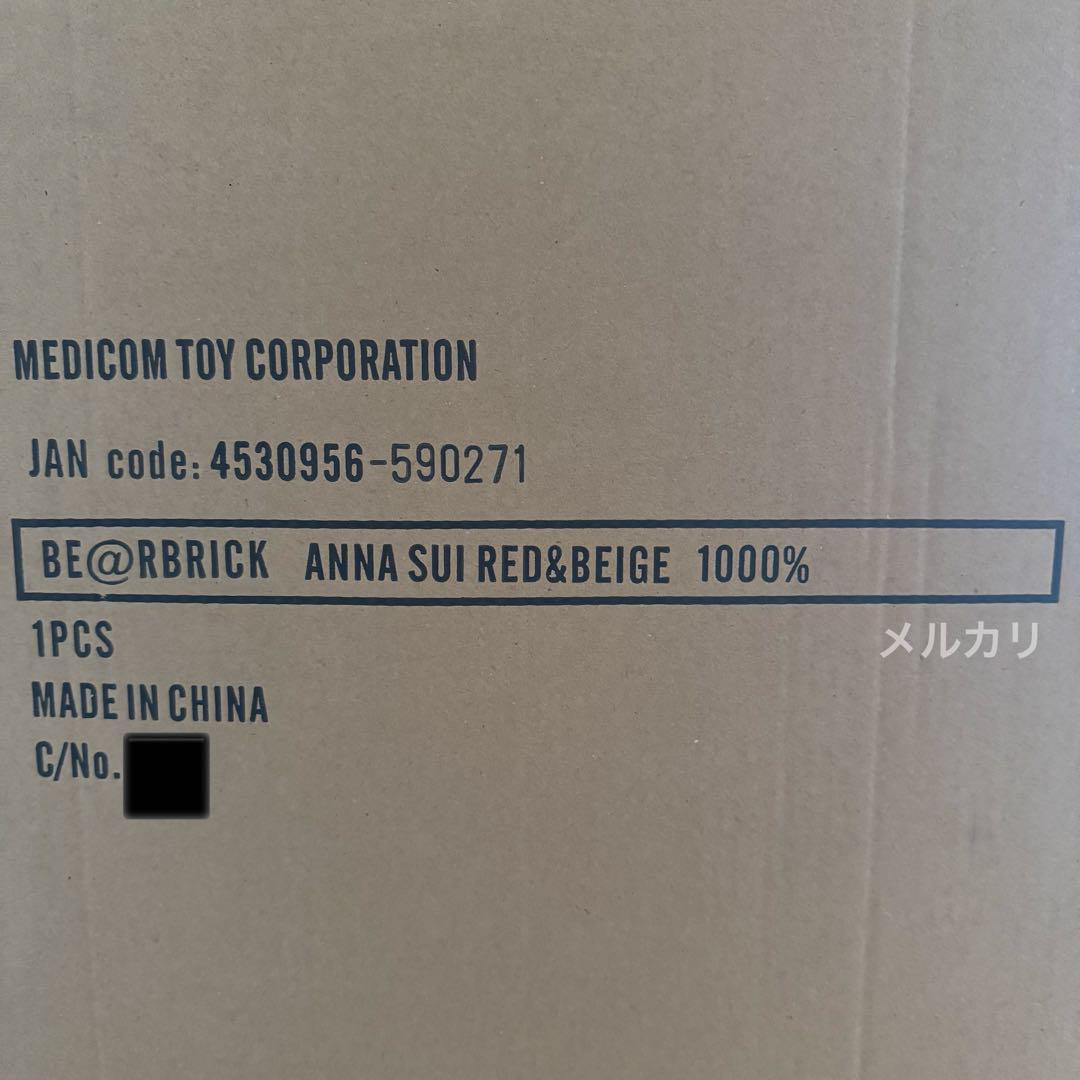 MEDICOM TOY CORPORATION
JAN code: 4530956-590271
BE@RBRICK ANNA SUI RED&BEIGE 1000%
1PCS
メルカリ
MADE IN CHINA
C/No.